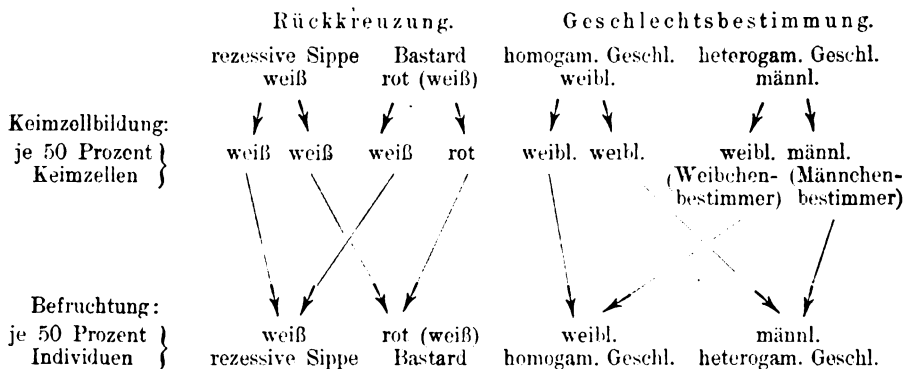 Rückkreuzung. Geschlechtsbestimmung.
rezessive Sippe Bastard homogam. Geschl. heterogam. Geschl.
weiß rot (weiß) weibl. männl.
Keimzellbildung:
je 50 Prozent } weiß weiß weiß rot weibl. weibl. weibl. männl.
Keimzellen (Weibchen- (Männchen-
bestimmer) bestimmer)
Befruchtung:
je 50 Prozent } weiß rot (weiß) weibl. männl.
Individuen rezessive Sippe Bastard homogam. Geschl. heterogam. Geschl.